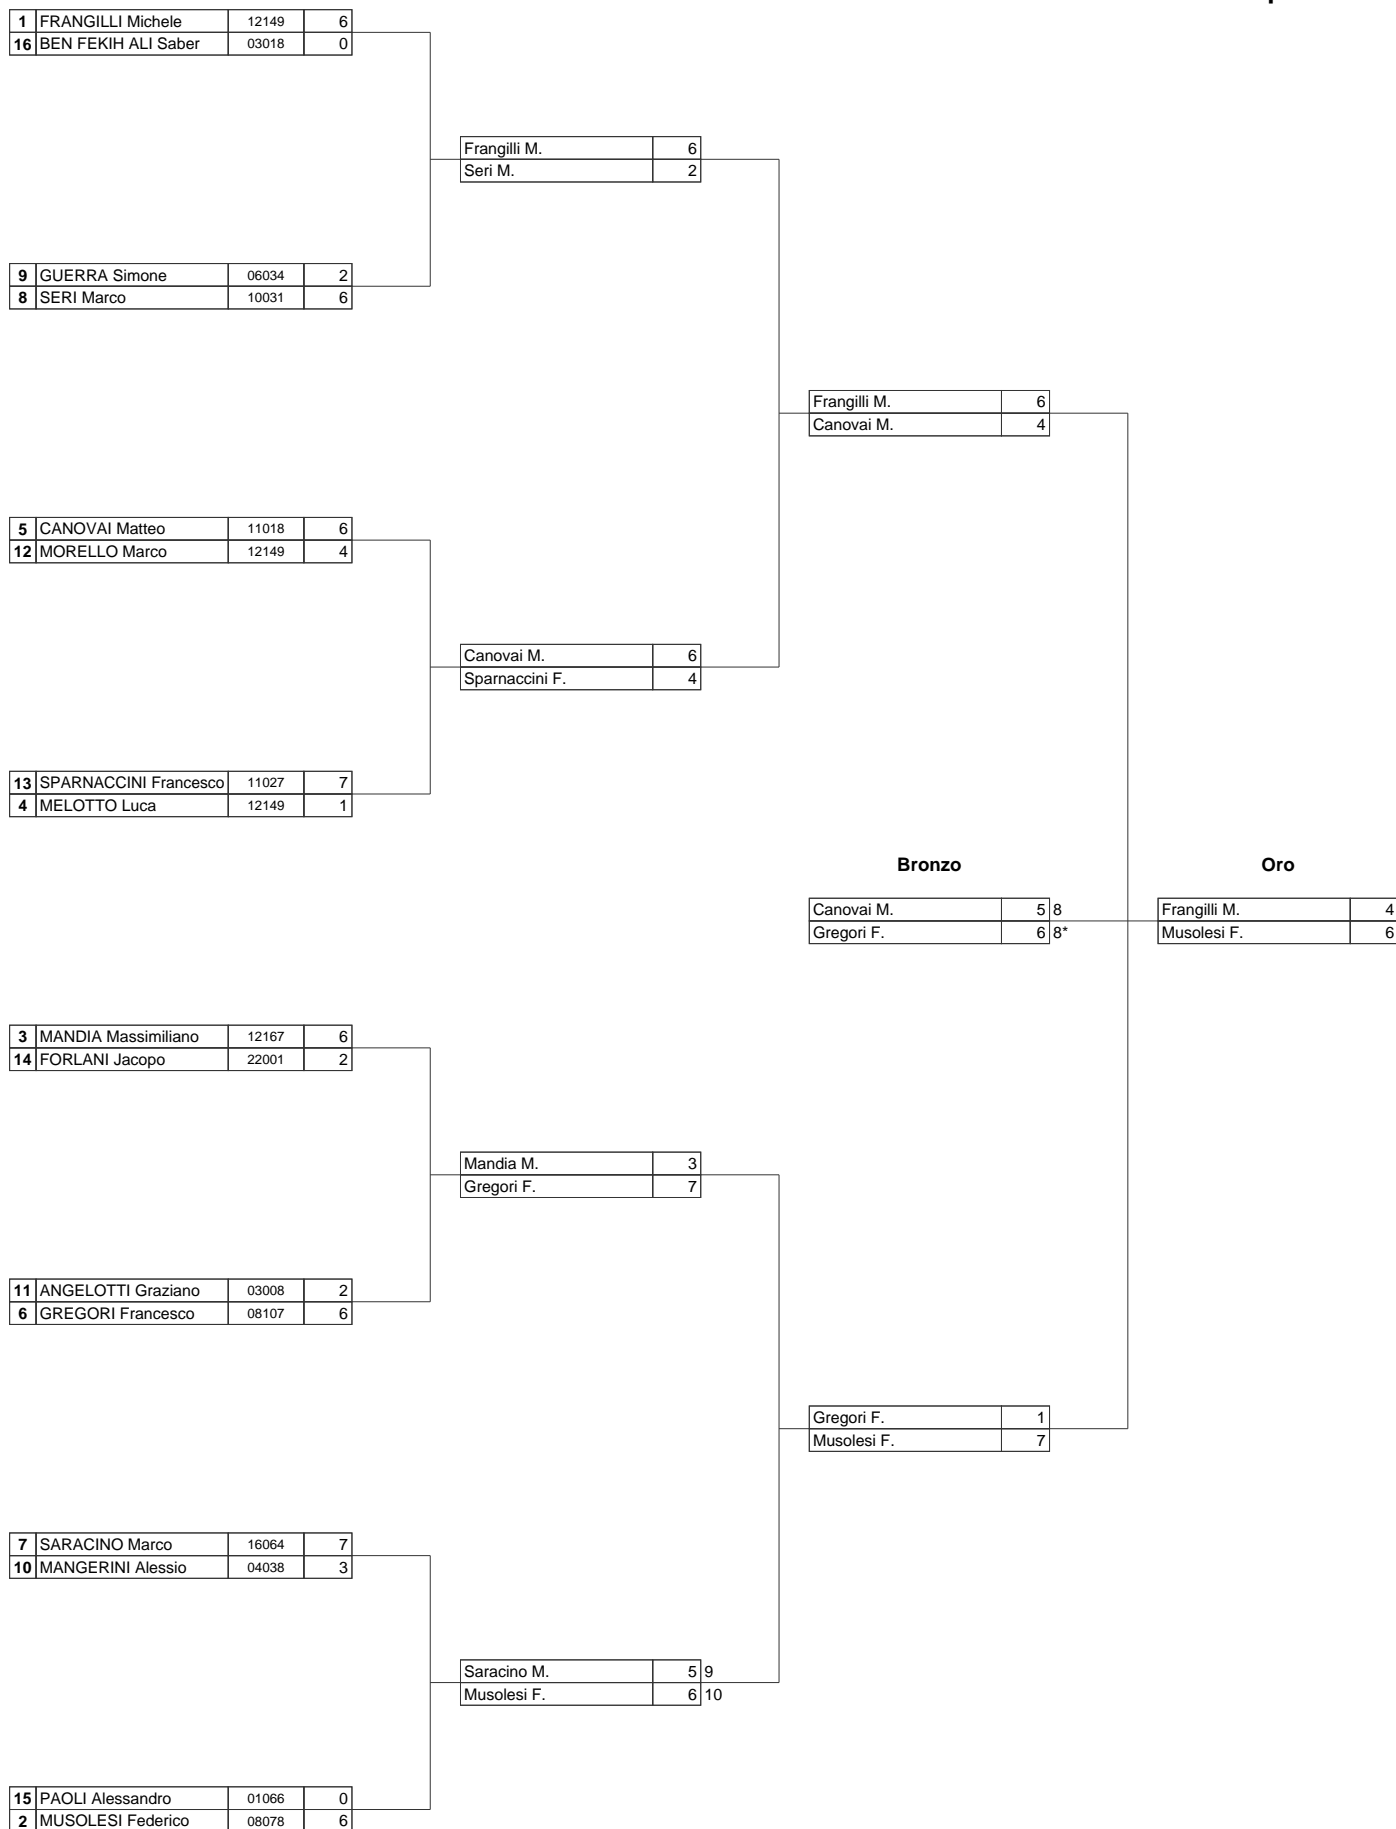 1 FRANGILLI Michele 12149 6
16 BEN FEKIH ALI Saber 03018 0
Frangilli M. 6
Seri M. 2
9 GUERRA Simone 06034 2
8 SERI Marco 10031 6
Frangilli M. 6
Canovai M. 4
5 CANOVAI Matteo 11018 6
12 MORELLO Marco 12149 4
Canovai M. 6
Sparnaccini F. 4
13 SPARNACCINI Francesco 11027 7
4 MELOTTO Luca 12149 1
Bronzo Oro
Canovai M. 5 8 Frangilli M. 4
Gregori F. 6 8* Musolesi F. 6
3 MANDIA Massimiliano 12167 6
14 FORLANI Jacopo 22001 2
Mandia M. 3
Gregori F. 7
11 ANGELOTTI Graziano 03008 2
6 GREGORI Francesco 08107 6
Gregori F. 1
Musolesi F. 7
7 SARACINO Marco 16064 7
10 MANGERINI Alessio 04038 3
Saracino M. 5 9
Musolesi F. 6 10
15 PAOLI Alessandro 01066 0
2 MUSOLESI Federico 08078 6